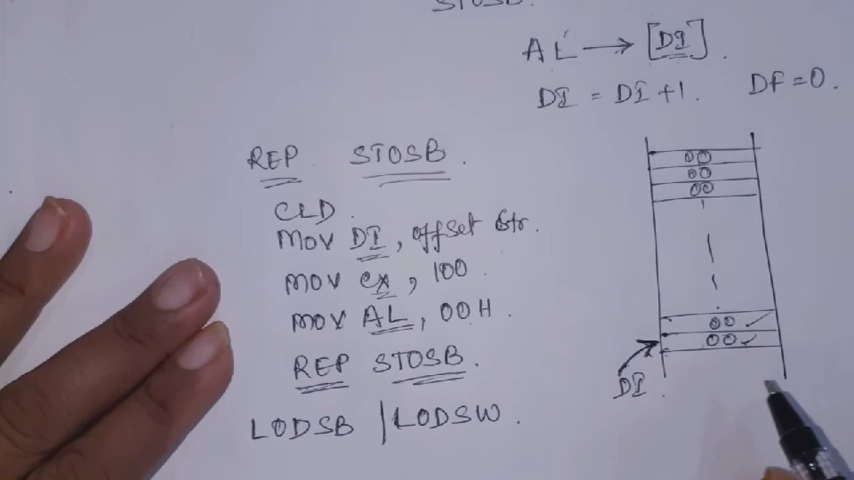 STOSB.
AL → [DI].
DI = DI + 1. DF = 0.
REP STOSB.
CLD.
MOV DI, offset Str.
MOV CX, 100
MOV AL, 00H.
REP STOSB.
LODSB / LODSW.
00
00
00
00
00
DI.